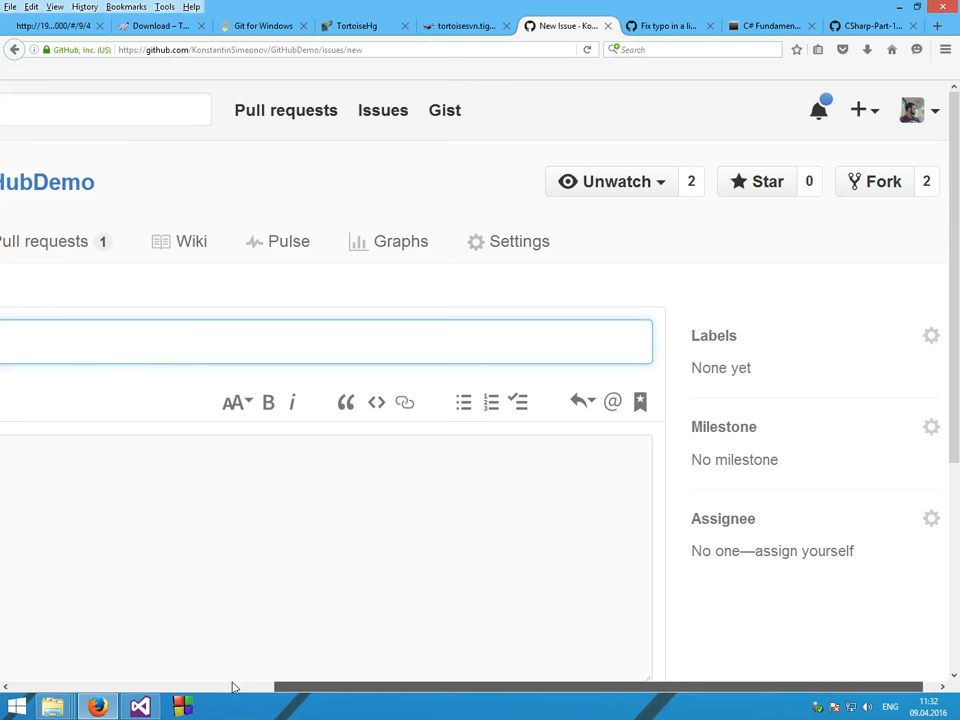 File Edit View History Bookmarks Tools Help
http://19...000/#/9/4 Download – T... Git for Windows TortoiseHg tortoisesvn.tig... New Issue · Ko... Fix typo in a li... C# Fundamen... CSharp-Part-1...
GitHub, Inc. (US) https://github.com/KonstantinSimeonov/GitHubDemo/issues/new Search
Pull requests Issues Gist
HubDemo Unwatch 2 Star 0 Fork 2
Pull requests 1 Wiki Pulse Graphs Settings
Labels
None yet
AA B i
Milestone
No milestone
Assignee
No one—assign yourself
ENG 11:32
09.04.2016